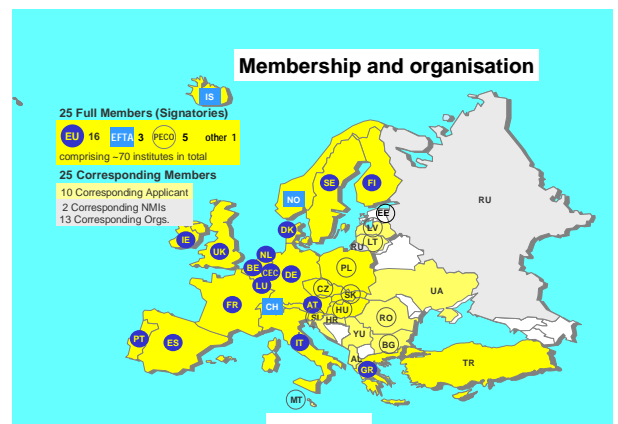 Membership and organisation
IS
25 Full Members (Signatories)
EU 16 EFTA 3 PECO 5 other 1
comprising ~70 institutes in total
25 Corresponding Members
10 Corresponding Applicant
2 Corresponding NMIs
13 Corresponding Orgs.
SE
FI
NO
RU
EE
DK
LV
LT
IE
UK
NL
RU
BE
CEC
DE
PL
LU
CZ
SK
UA
FR
CH
AT
HU
SI
HR
RO
PT
ES
IT
YU
BG
AL
GR
TR
MT